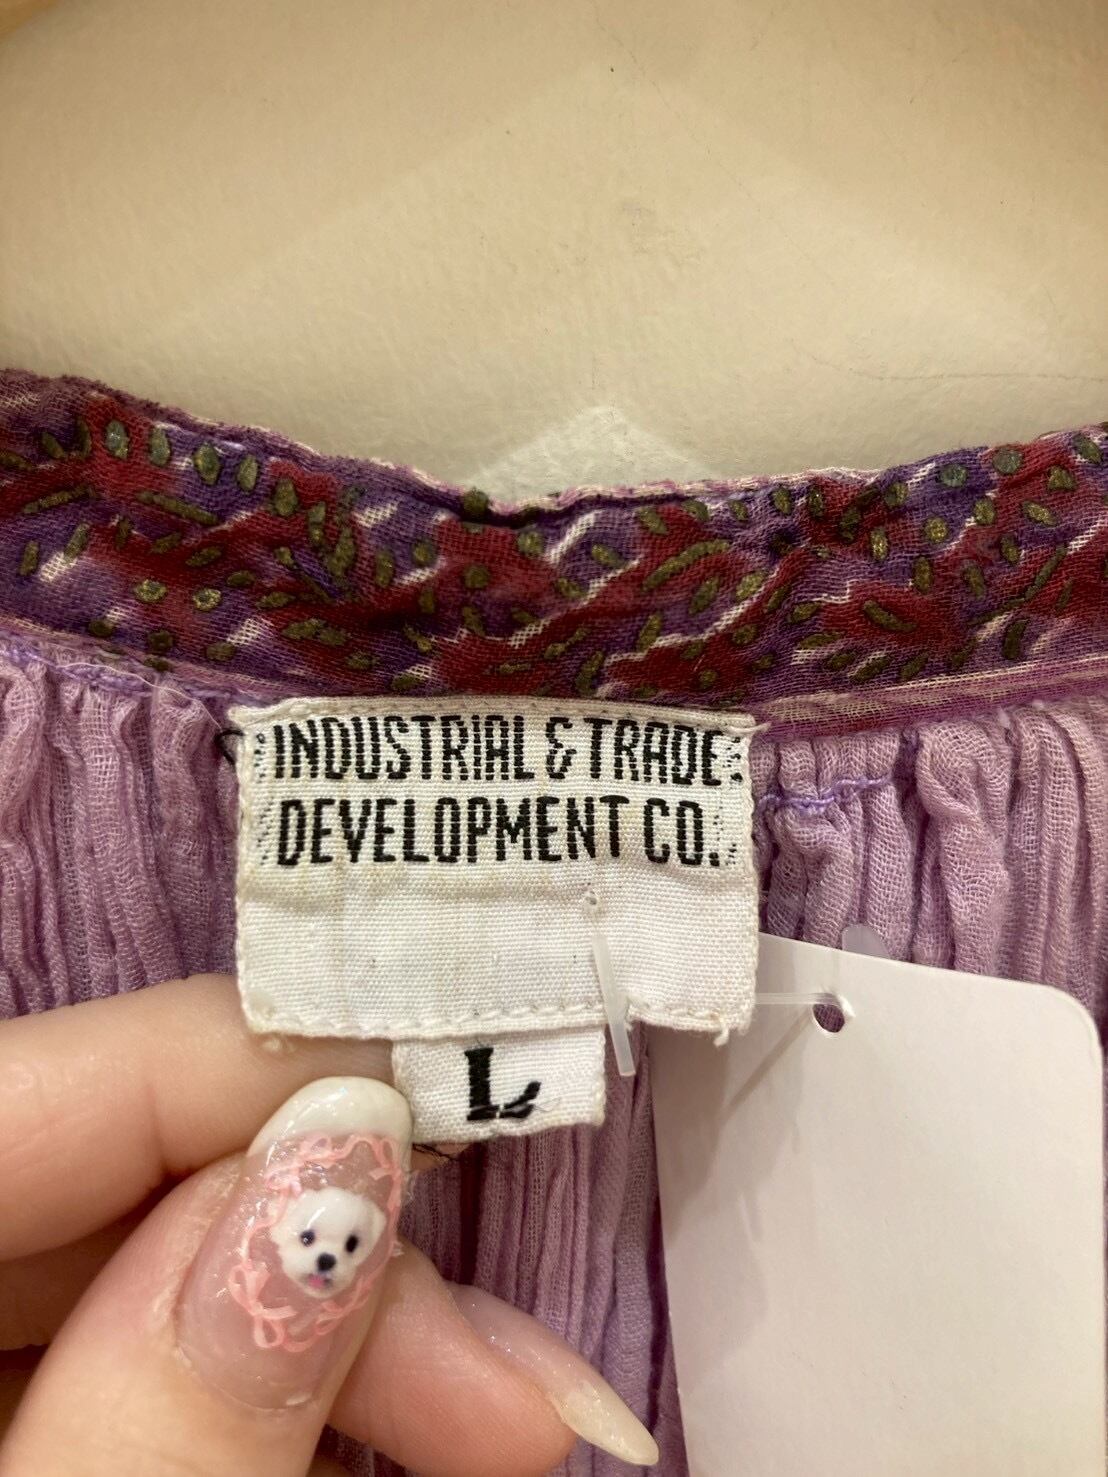 INDUSTRIAL & TRADE
DEVELOPMENT CO.
L